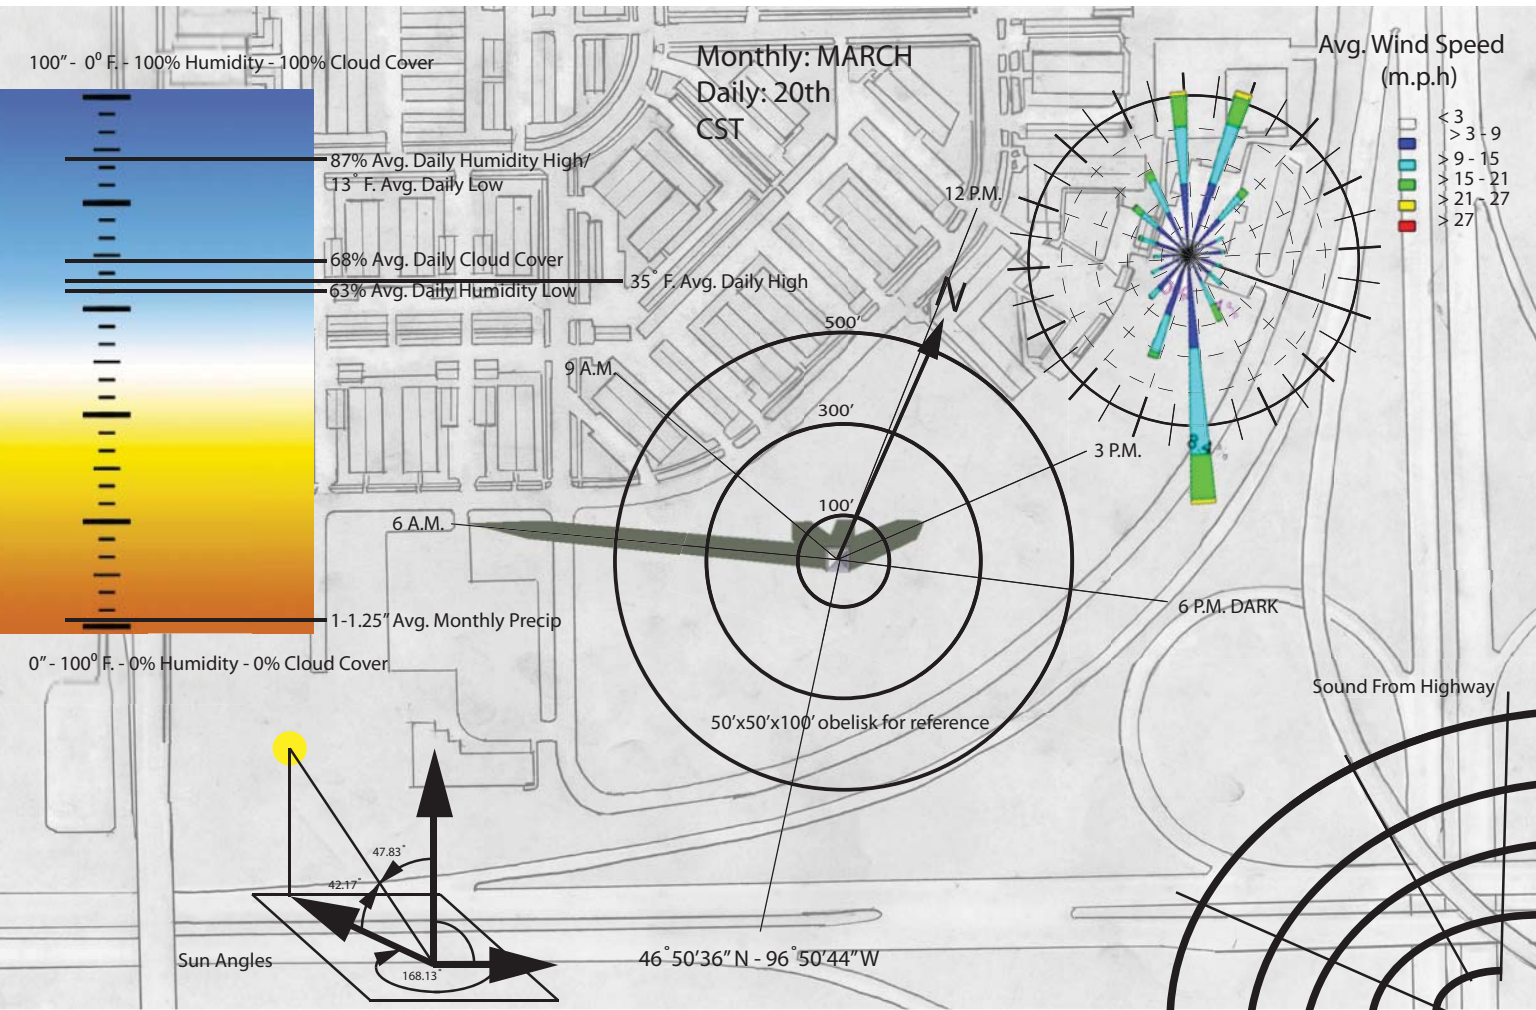 100” - 0⁰ F. - 100% Humidity - 100% Cloud Cover
Monthly: MARCH
Daily: 20th
CST
Avg. Wind Speed
(m.p.h)
< 3
> 3 - 9
> 9 - 15
> 15 - 21
> 21 - 27
> 27
87% Avg. Daily Humidity High/
13° F. Avg. Daily Low
68% Avg. Daily Cloud Cover
35° F. Avg. Daily High
63% Avg. Daily Humidity Low
12 P.M.
N
500’
9 A.M.
300’
3 P.M.
100’
6 A.M.
6 P.M. DARK
1-1.25” Avg. Monthly Precip
0” - 100⁰ F. - 0% Humidity - 0% Cloud Cover
Sound From Highway
50’x50’x100’ obelisk for reference
47.83°
42.17°
168.13°
Sun Angles
46°50’36” N - 96°50’44” W